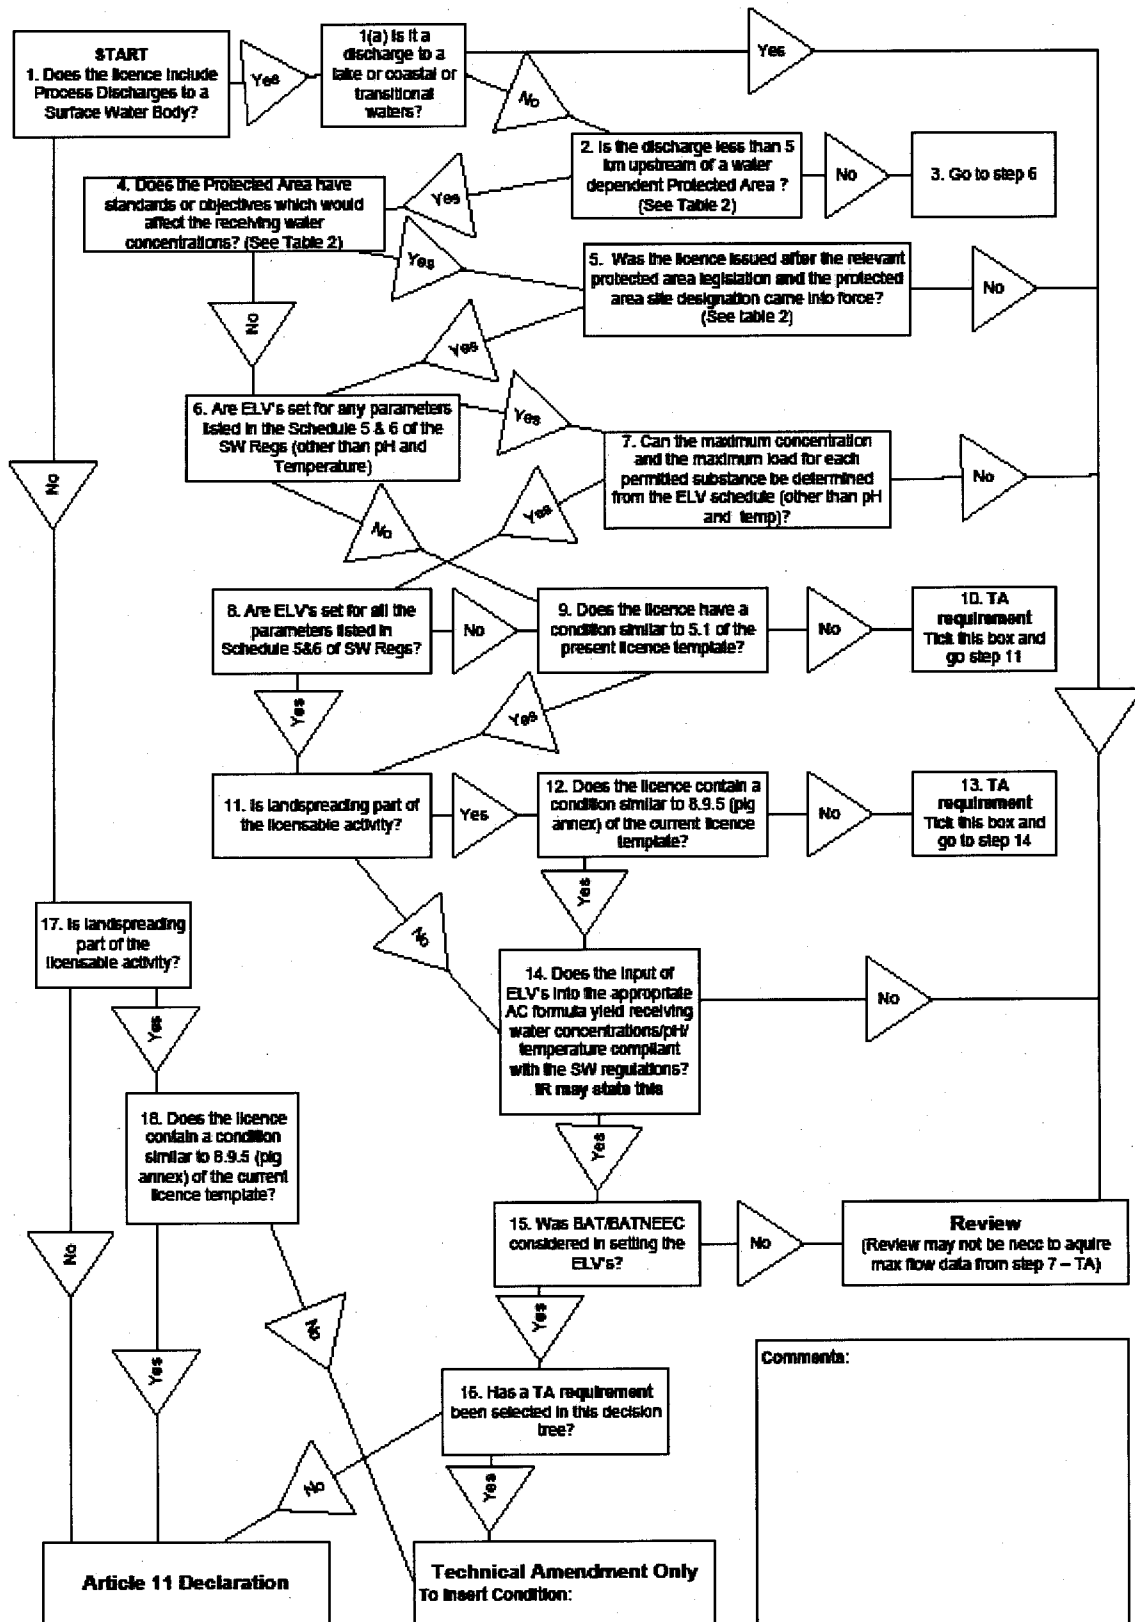 START
1. Does the licence include
Process Discharges to a
Surface Water Body?
Yes
1(a) Is it a
discharge to a
lake or coastal or
transitional
waters?
Yes
No
2. Is the discharge less than 5
km upstream of a water
dependent Protected Area ?
(See Table 2)
No
3. Go to step 6
Yes
4. Does the Protected Area have
standards or objectives which would
affect the receiving water
concentrations? (See Table 2)
Yes
5. Was the licence issued after the relevant
protected area legislation and the protected
area site designation came into force?
(See table 2)
No
No
Yes
6. Are ELV's set for any parameters
listed in the Schedule 5 & 6 of the
SW Regs (other than pH and
Temperature)
Yes
7. Can the maximum concentration
and the maximum load for each
permitted substance be determined
from the ELV schedule (other than pH
and temp)?
No
No
No
Yes
8. Are ELV's set for all the
parameters listed in
Schedule 5&6 of SW Regs?
No
9. Does the licence have a
condition similar to 5.1 of the
present licence template?
No
10. TA
requirement
Tick this box and
go step 11
Yes
Yes
11. Is landspreading part of
the licensable activity?
Yes
12. Does the licence contain a
condition similar to 8.9.5 (pig
annex) of the current licence
template?
No
13. TA
requirement
Tick this box and
go to step 14
Yes
No
17. Is landspreading
part of the
licensable activity?
14. Does the input of
ELV's into the appropriate
AC formula yield receiving
water concentrations/pH/
temperature compliant
with the SW regulations?
IR may state this
No
Yes
18. Does the licence
contain a condition
similar to 8.9.5 (pig
annex) of the current
licence template?
Yes
15. Was BAT/BATNEEC
considered in setting the
ELV's?
No
Review
(Review may not be necc to aquire
max flow data from step 7 – TA)
No
No
Yes
Yes
16. Has a TA requirement
been selected in this decision
tree?
Comments:
No
Yes
Article 11 Declaration
Technical Amendment Only
To Insert Condition: